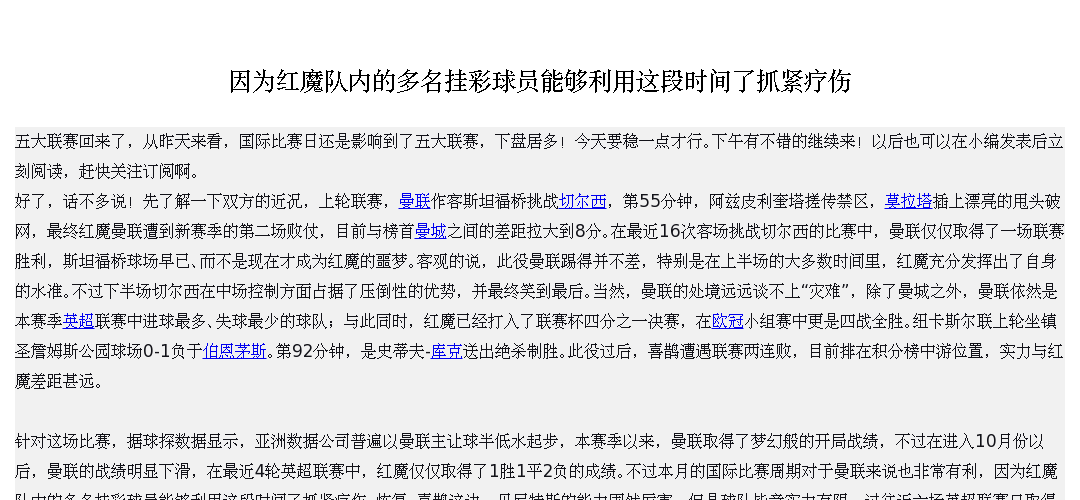 因为红魔队内的多名挂彩球员能够利用这段时间了抓紧疗伤
五大联赛回来了，从昨天来看，国际比赛日还是影响到了五大联赛，下盘居多！今天要稳一点才行。下午有不错的继续来！以后也可以在小编发表后立
刻阅读，赶快关注订阅啊。
好了，话不多说！先了解一下双方的近况，上轮联赛，曼联作客斯坦福桥挑战切尔西，第55分钟，阿兹皮利奎塔搓传禁区，莫拉塔插上漂亮的甩头破
网，最终红魔曼联遭到新赛季的第二场败仗，目前与榜首曼城之间的差距拉大到8分。在最近16次客场挑战切尔西的比赛中，曼联仅仅取得了一场联赛
胜利，斯坦福桥球场早已、而不是现在才成为红魔的噩梦。客观的说，此役曼联踢得并不差，特别是在上半场的大多数时间里，红魔充分发挥出了自身
的水准。不过下半场切尔西在中场控制方面占据了压倒性的优势，并最终笑到最后。当然，曼联的处境远远谈不上“灾难”，除了曼城之外，曼联依然是
本赛季英超联赛中进球最多、失球最少的球队；与此同时，红魔已经打入了联赛杯四分之一决赛，在欧冠小组赛中更是四战全胜。纽卡斯尔联上轮坐镇
圣詹姆斯公园球场0-1负于伯恩茅斯。第92分钟，是史蒂夫-库克送出绝杀制胜。此役过后，喜鹊遭遇联赛两连败，目前排在积分榜中游位置，实力与红
魔差距甚远。
针对这场比赛，据球探数据显示，亚洲数据公司普遍以曼联主让球半低水起步，本赛季以来，曼联取得了梦幻般的开局战绩，不过在进入10月份以
后，曼联的战绩明显下滑，在最近4轮英超联赛中，红魔仅仅取得了1胜1平2负的成绩。不过本月的国际比赛周期对于曼联来说也非常有利，因为红魔
队内的多名挂彩球员能够利用这段时间了抓紧疗伤